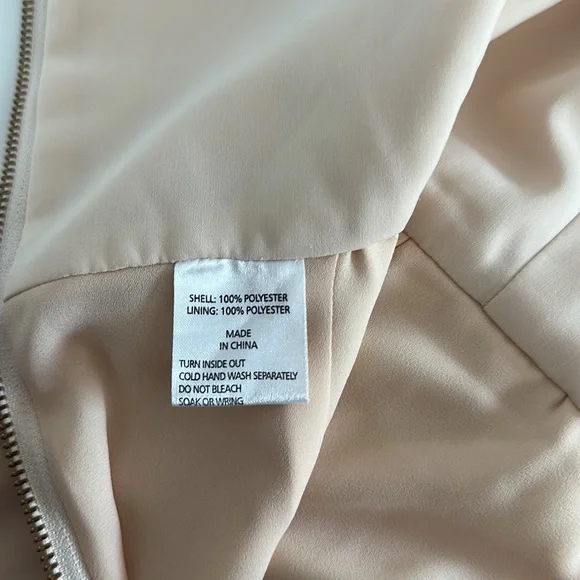 SHELL: 100% POLYESTER
LINING: 100% POLYESTER
MADE
IN CHINA
TURN INSIDE OUT
COLD HAND WASH SEPARATELY
DO NOT BLEACH
SOAK OR WRING